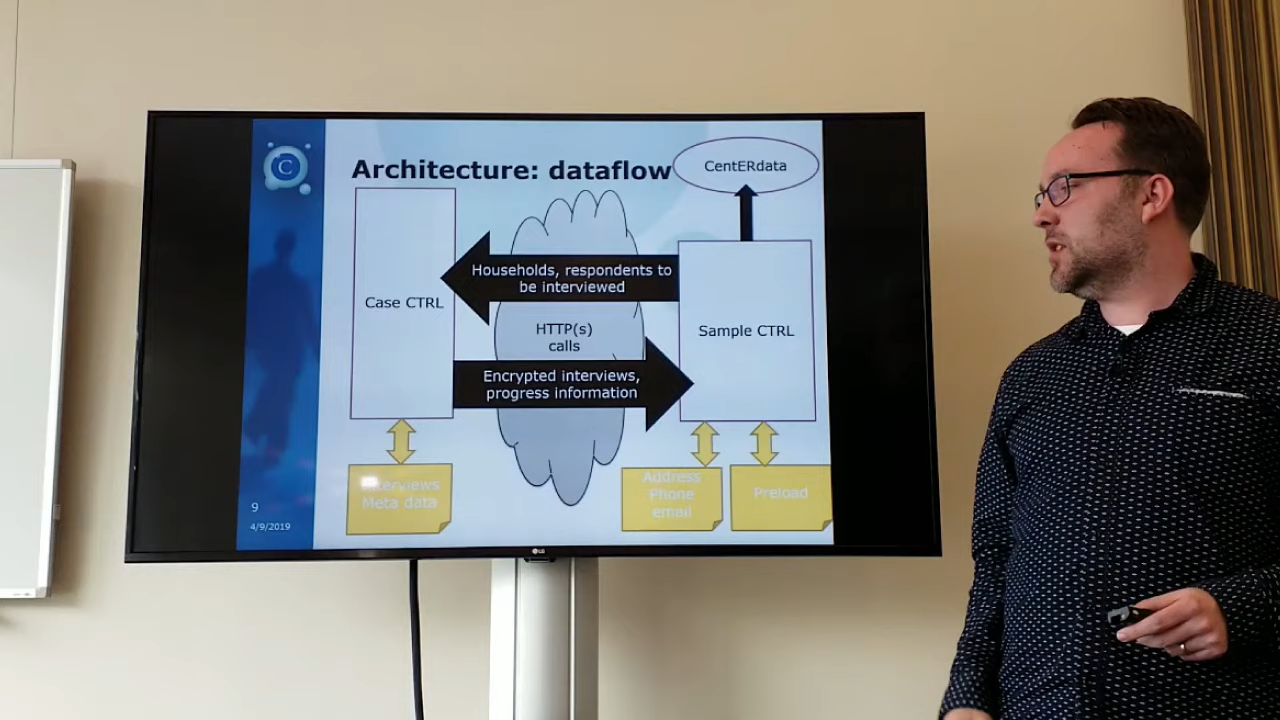 C
Architecture: dataflow
CentERdata
Households, respondents to
be interviewed
Case CTRL
HTTP(s)
calls
Sample CTRL
Encrypted interviews,
progress information
Interviews
Meta data
Address
Phone
email
Preload
9
4/9/2019
LG